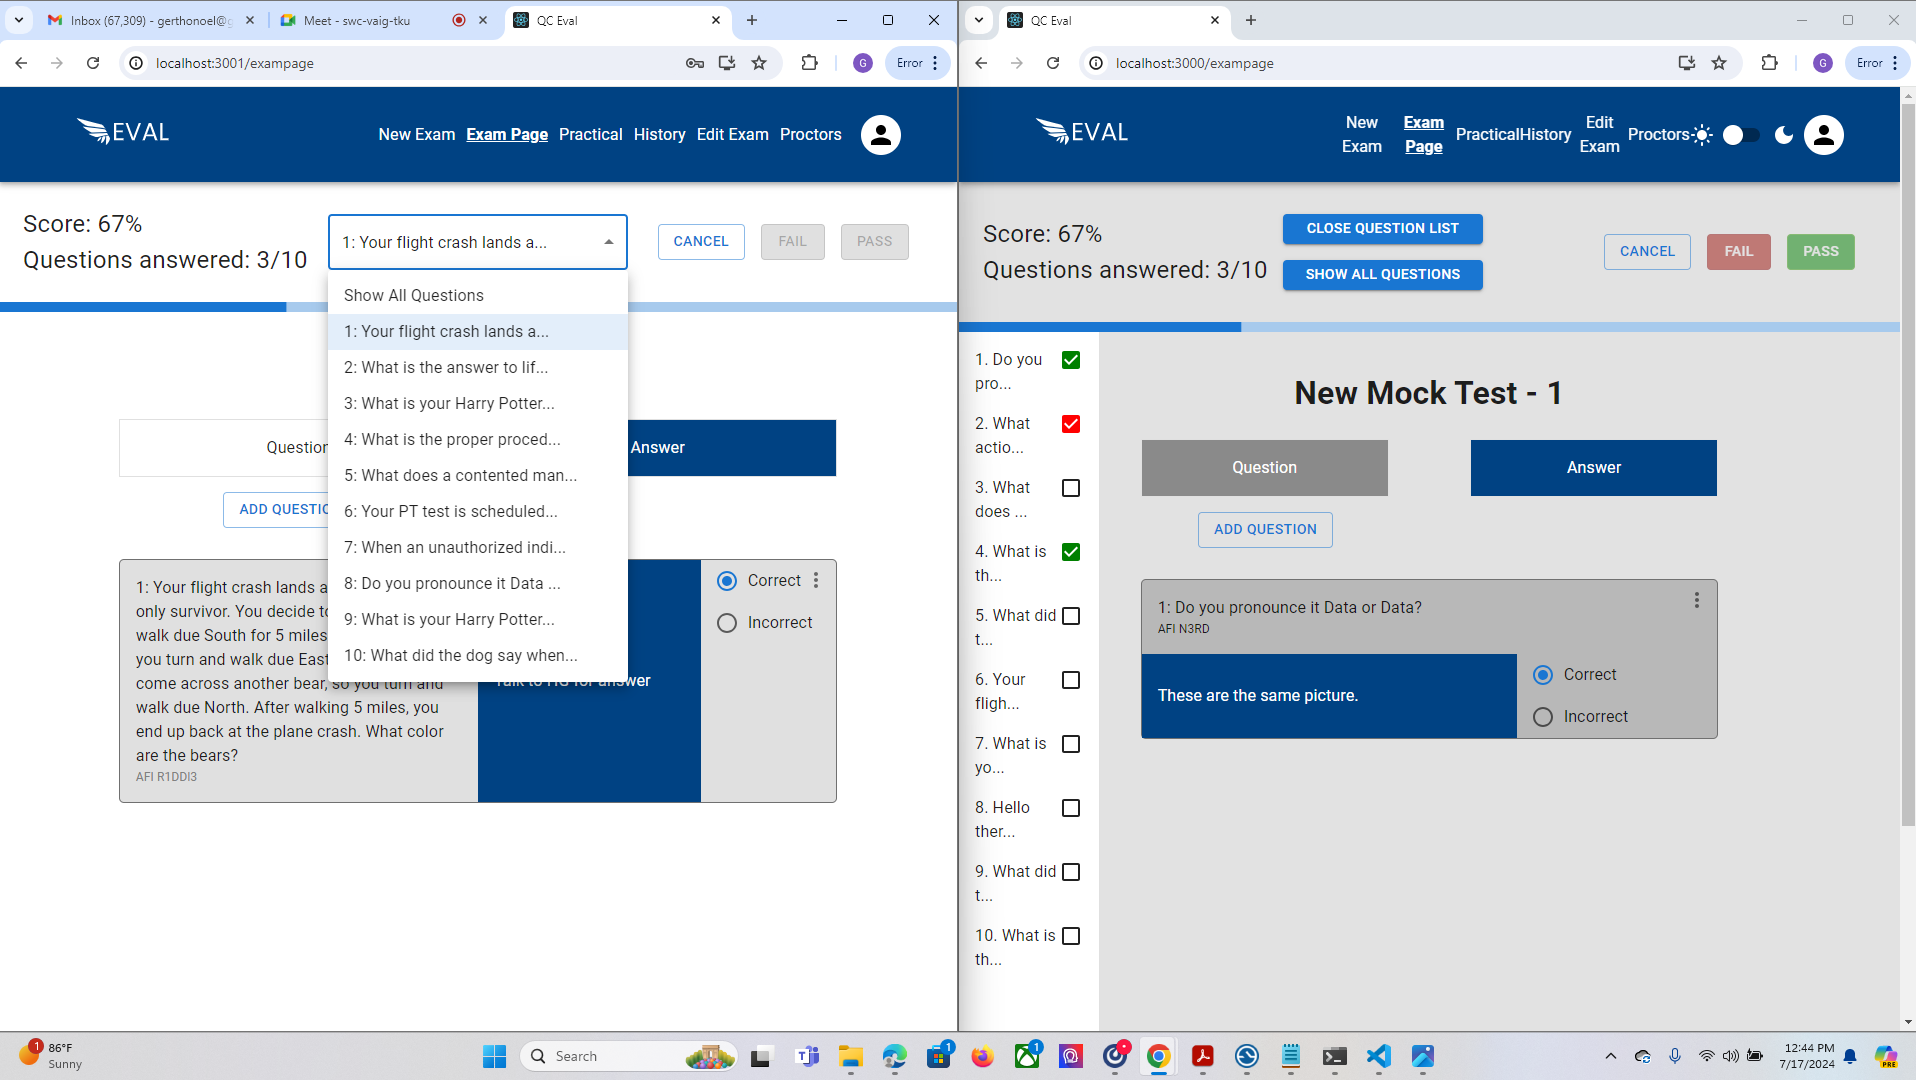 Inbox (67,309) - gerthonoel@g
Meet - swc-vaig-tku
QC Eval
localhost:3001/exampage
G
Error
EVAL
New Exam
Exam Page
Practical
History
Edit Exam
Proctors
Score: 67%
Questions answered: 3/10
1: Your flight crash lands a...
CANCEL
FAIL
PASS
Show All Questions
1: Your flight crash lands a...
2: What is the answer to lif...
3: What is your Harry Potter...
4: What is the proper proced...
5: What does a contented man...
6: Your PT test is scheduled...
7: When an unauthorized indi...
8: Do you pronounce it Data ...
9: What is your Harry Potter...
10: What did the dog say when...
Question
Answer
ADD QUESTIO
1: Your flight crash lands a
only survivor. You decide to
walk due South for 5 miles
you turn and walk due East
come across another bear, so you turn and
walk due North. After walking 5 miles, you
end up back at the plane crash. What color
are the bears?
AFI R1DDI3
Talk to HG for answer
Correct
Incorrect
QC Eval
localhost:3000/exampage
G
Error
EVAL
New Exam
Exam Page
Practical
History
Edit Exam
Proctors
Score: 67%
Questions answered: 3/10
CLOSE QUESTION LIST
SHOW ALL QUESTIONS
CANCEL
FAIL
PASS
1. Do you
pro...
2. What
actio...
3. What
does ...
4. What is
th...
5. What did
t...
6. Your
fligh...
7. What is
yo...
8. Hello
ther...
9. What did
t...
10. What is
th...
New Mock Test - 1
Question
Answer
ADD QUESTION
1: Do you pronounce it Data or Data?
AFI N3RD
These are the same picture.
Correct
Incorrect
1
86°F
Sunny
Search
1
1
12:44 PM
7/17/2024
PRE